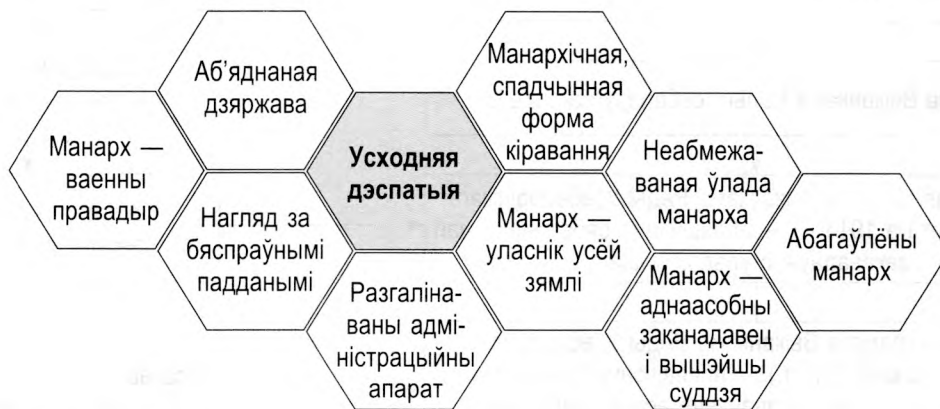 Аб’яднаная
дзяржава
Манархічная,
спадчынная
форма
кіравання
Манарх —
ваенны
правадыр
Усходняя
дэспатыя
Неабмежа-
ваная ўлада
манарха
Нагляд за
бяспраўнымі
падданымі
Манарх —
уласнік усёй
зямлі
Абагаўлёны
манарх
Разгаліна-
ваны адмі-
ністрацыйны
апарат
Манарх —
аднаасобны
заканадавец
і вышэйшы
суддзя